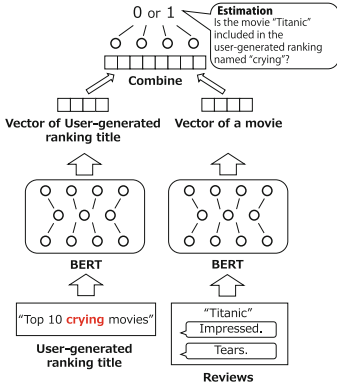 0 or 1
Estimation
Is the movie “Titanic”
included in the
user-generated ranking
named “crying”?
Combine
Vector of User-generated
ranking title
Vector of a movie
BERT
BERT
“Top 10 crying movies”
User-generated
ranking title
“Titanic”
Impressed.
Tears.
Reviews